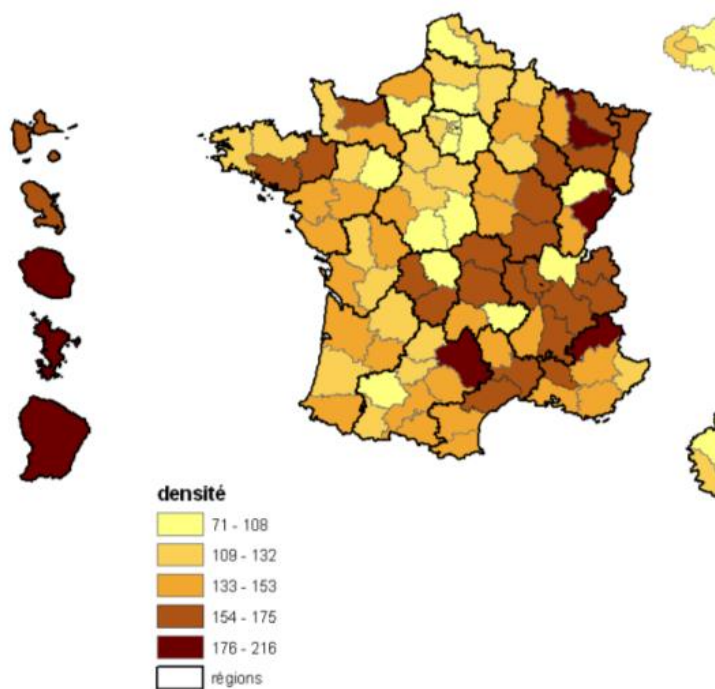 densité
71 - 108
109 - 132
133 - 153
154 - 175
176 - 216
régions